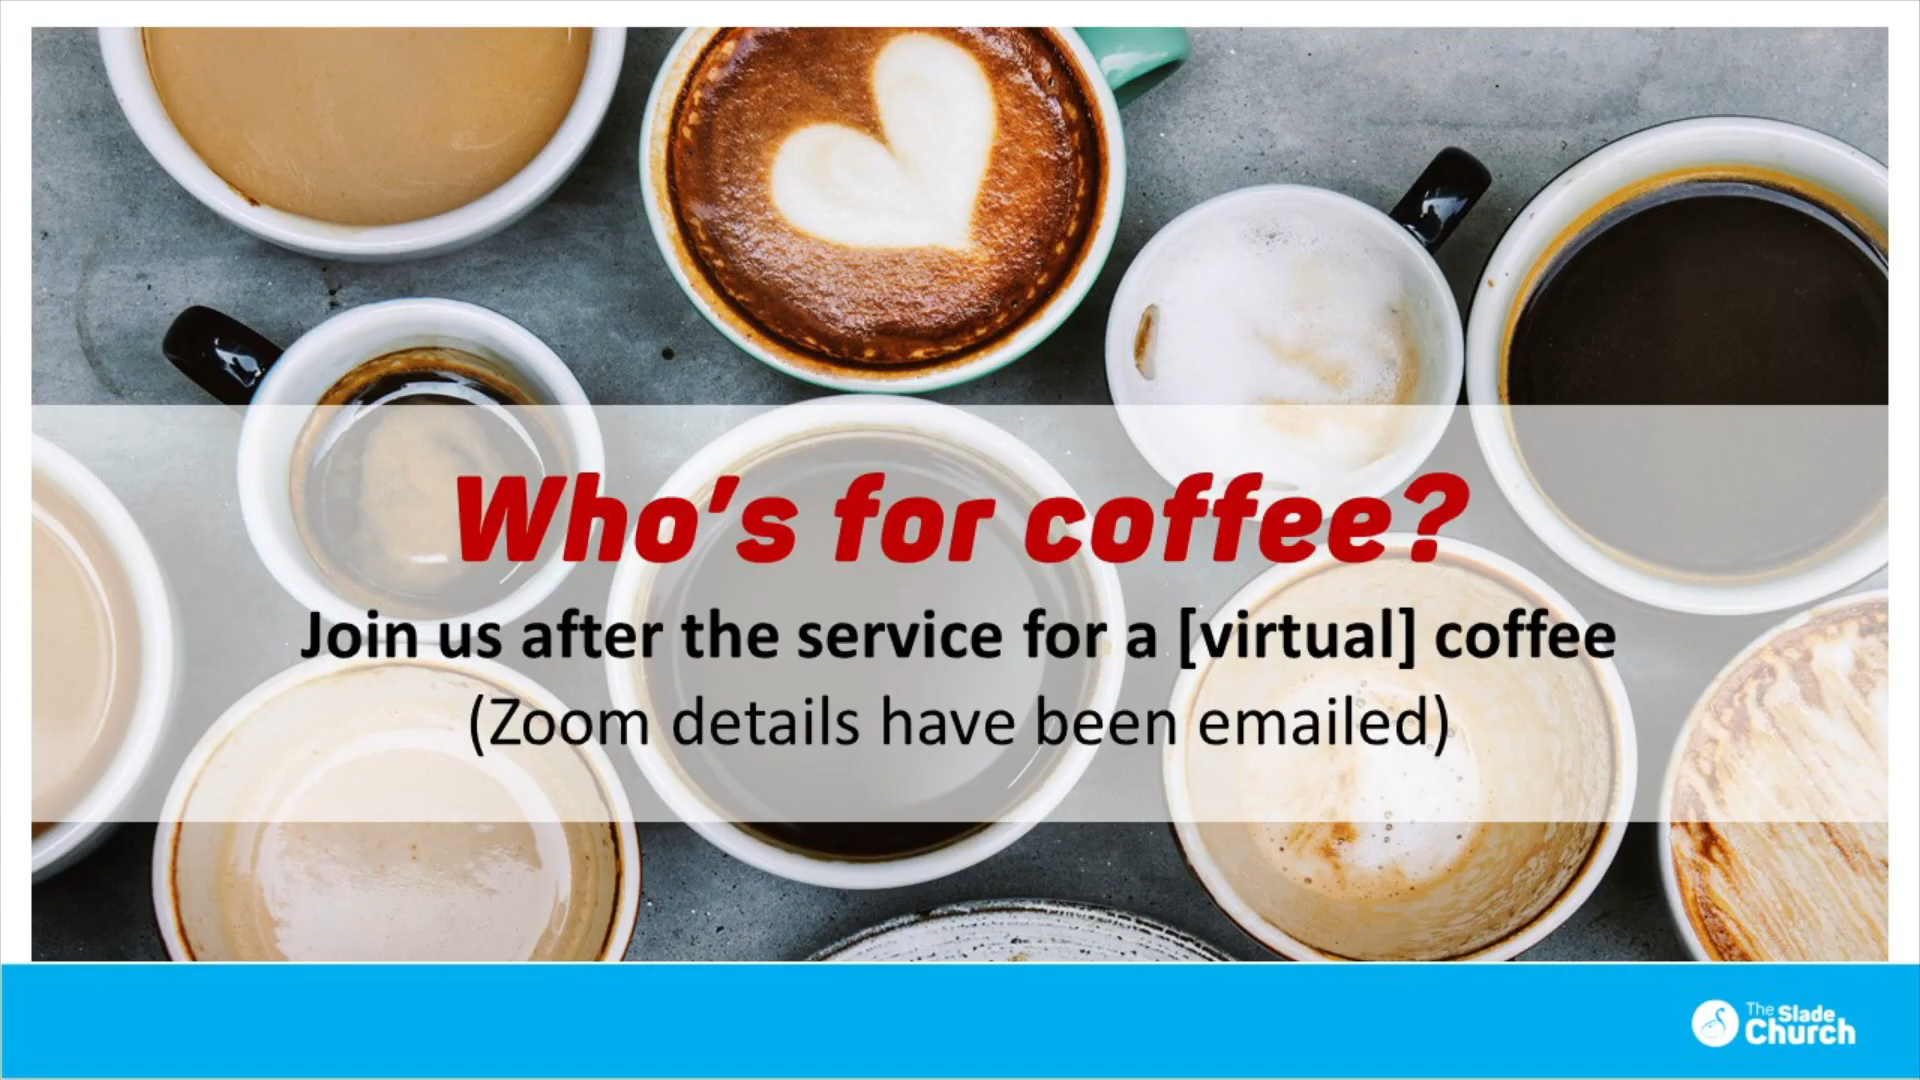 Who's for coffee?
Join us after the service for a [virtual] coffee
(Zoom details have been emailed)
The Slade
Church